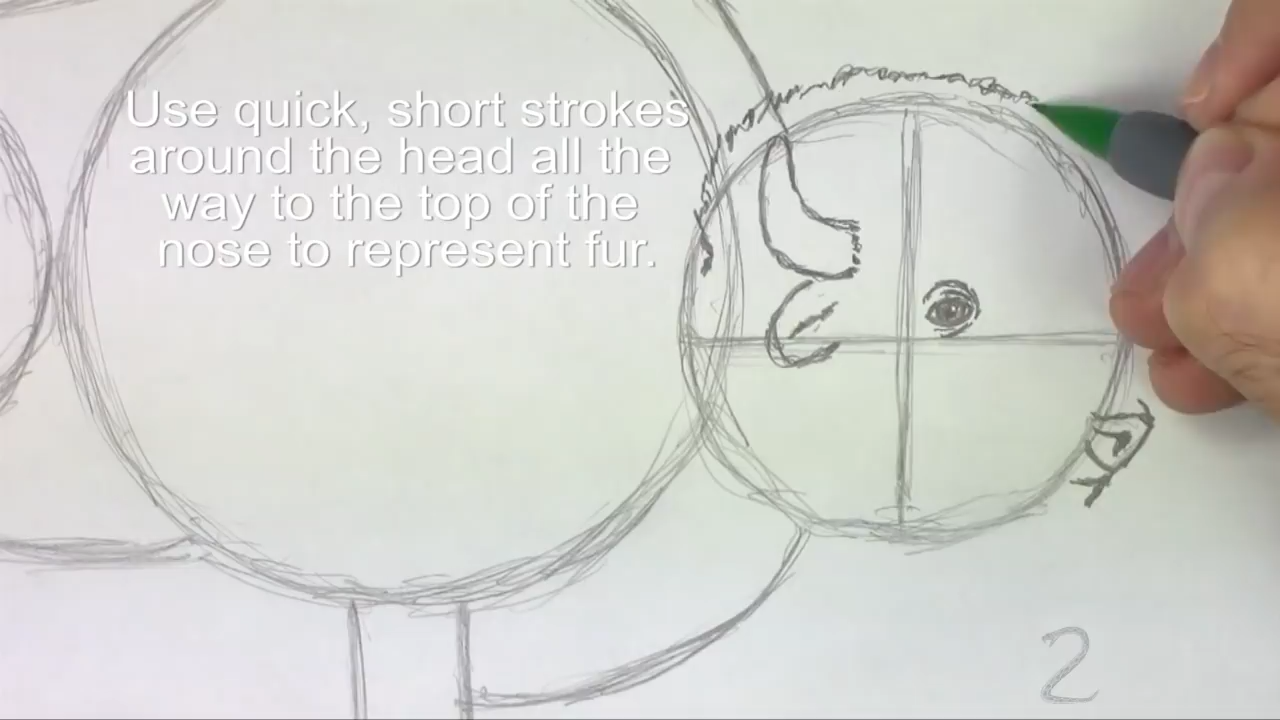 Use quick, short strokes
around the head all the
way to the top of the
nose to represent fur.
2